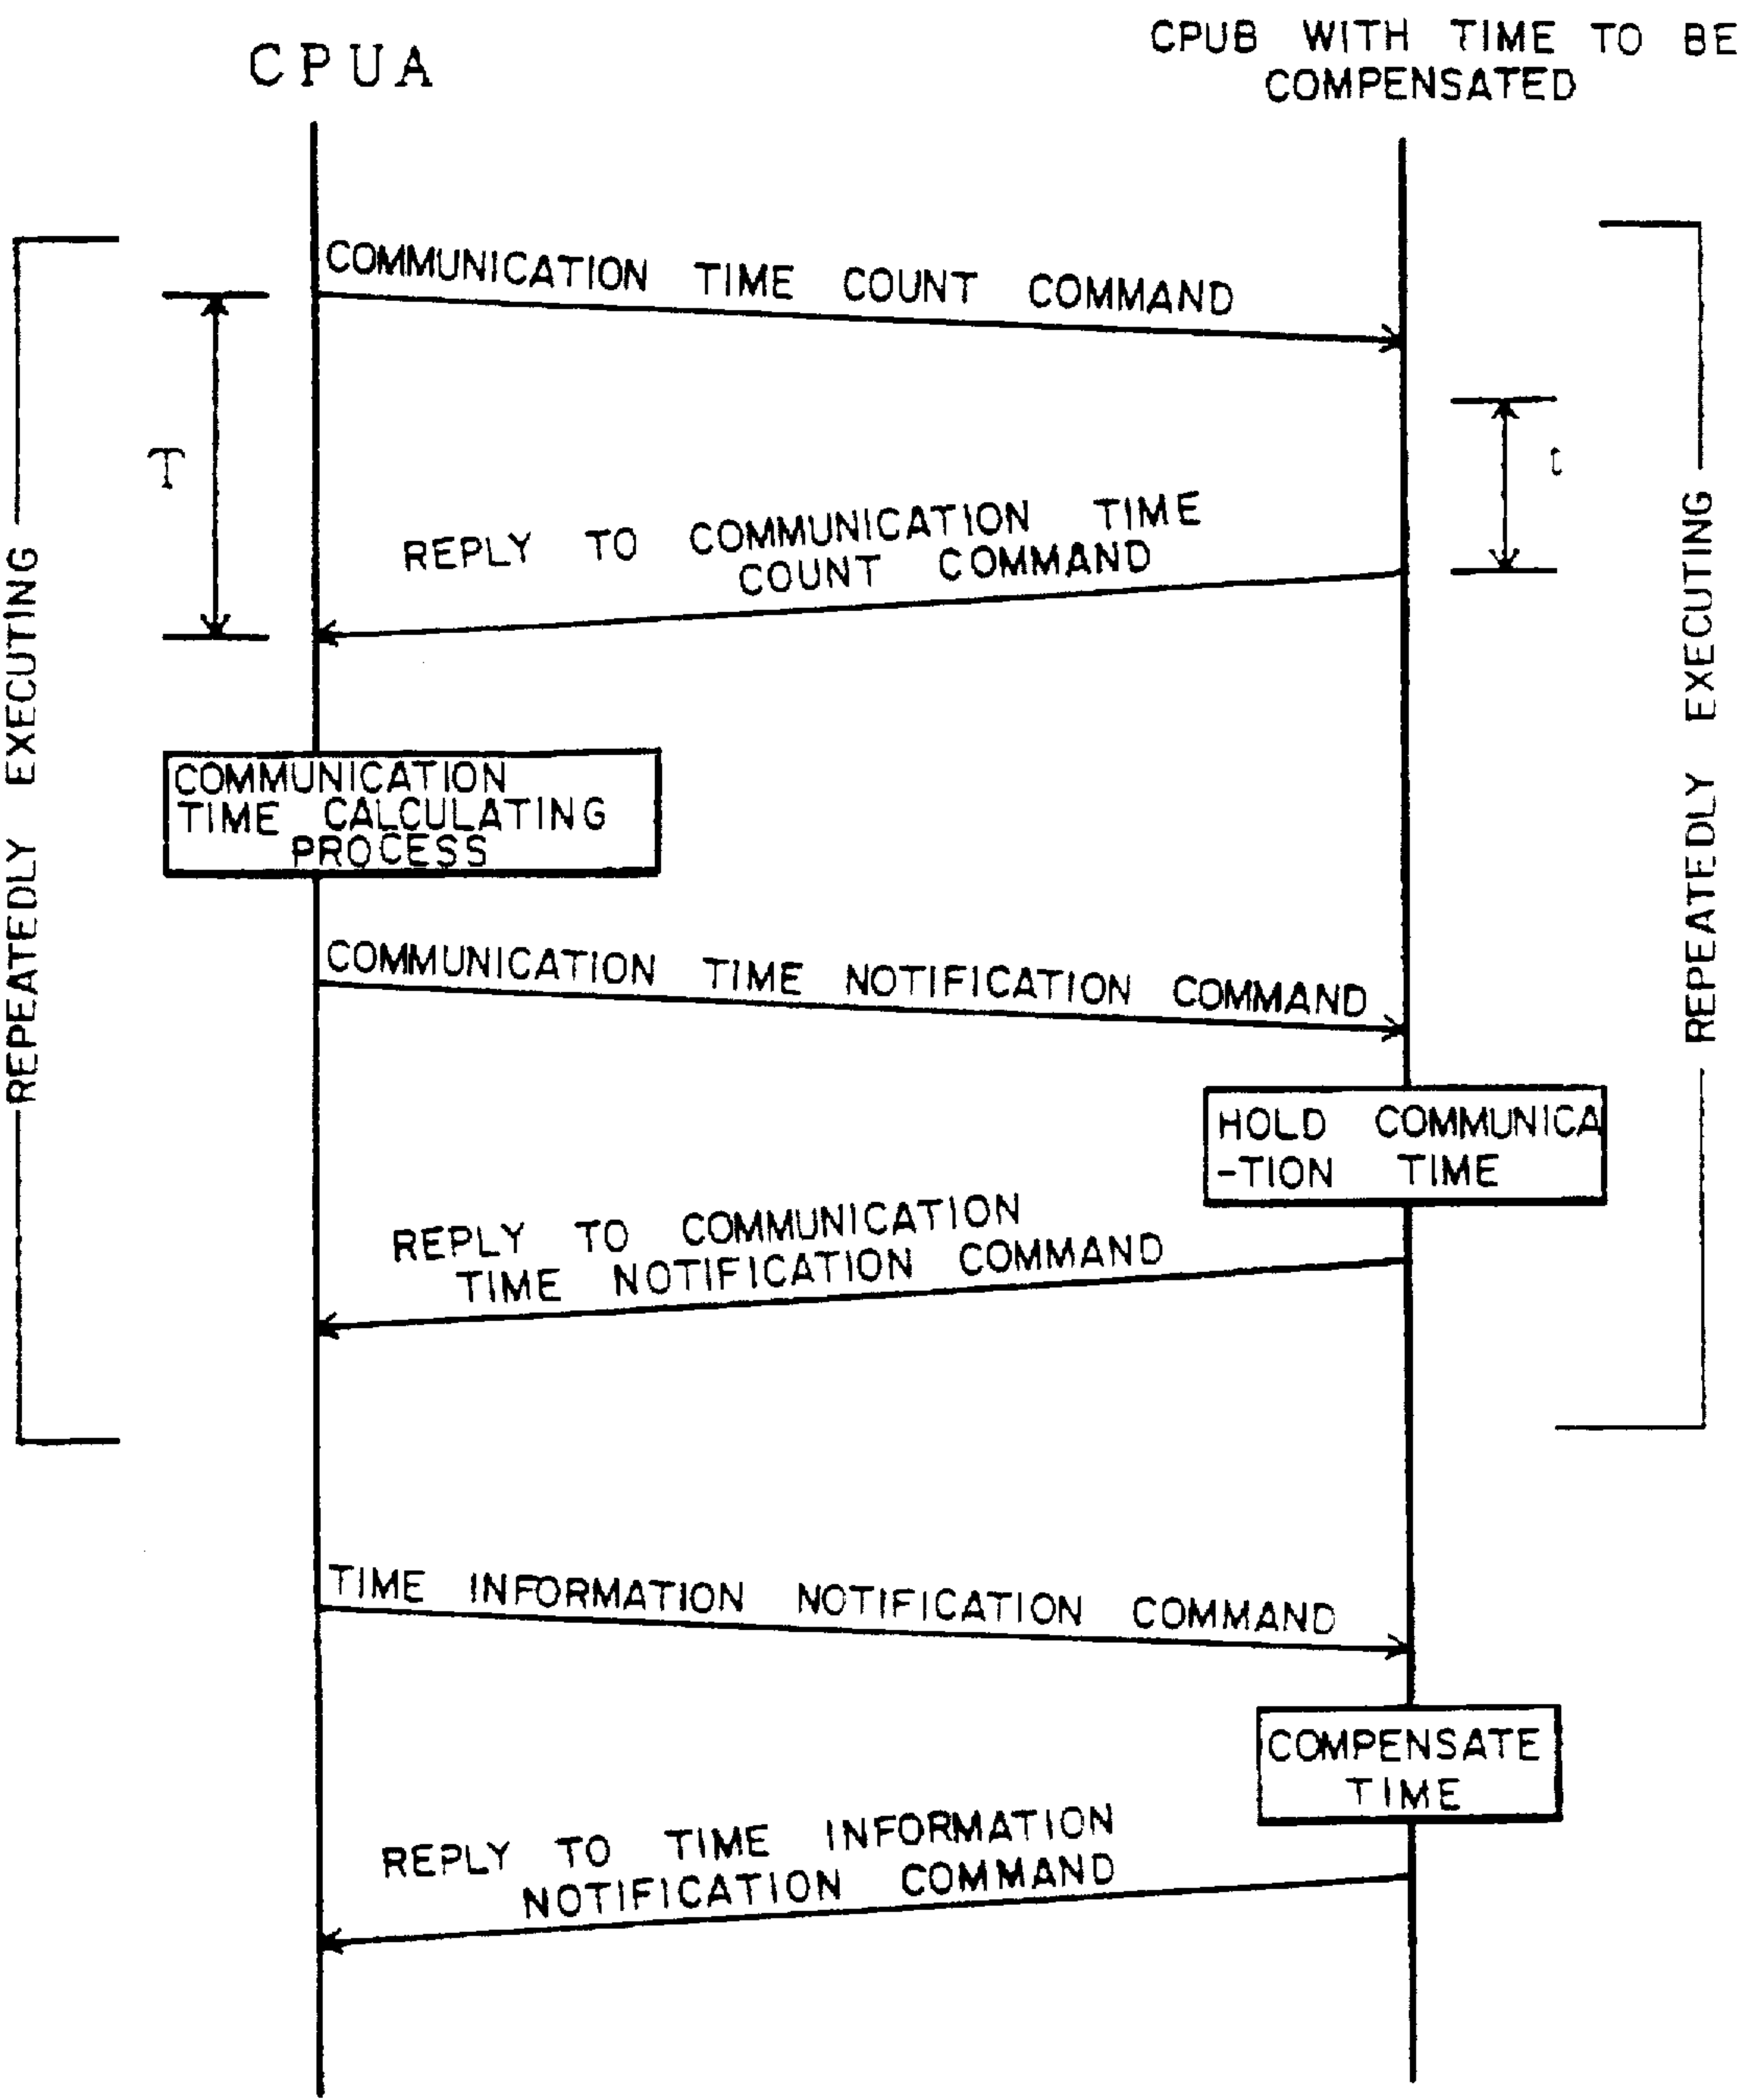 CPUA
CPUB WITH TIME TO BE
COMPENSATED
COMMUNICATION TIME COUNT COMMAND
T
REPLY TO COMMUNICATION TIME
COUNT COMMAND
REPEATEDLY EXECUTING
REPEATEDLY EXECUTING
COMMUNICATION
TIME CALCULATING
PROCESS
COMMUNICATION TIME NOTIFICATION COMMAND
HOLD COMMUNICA
-TION TIME
REPLY TO COMMUNICATION
TIME NOTIFICATION COMMAND
TIME INFORMATION NOTIFICATION COMMAND
COMPENSATE
TIME
REPLY TO TIME INFORMATION
NOTIFICATION COMMAND